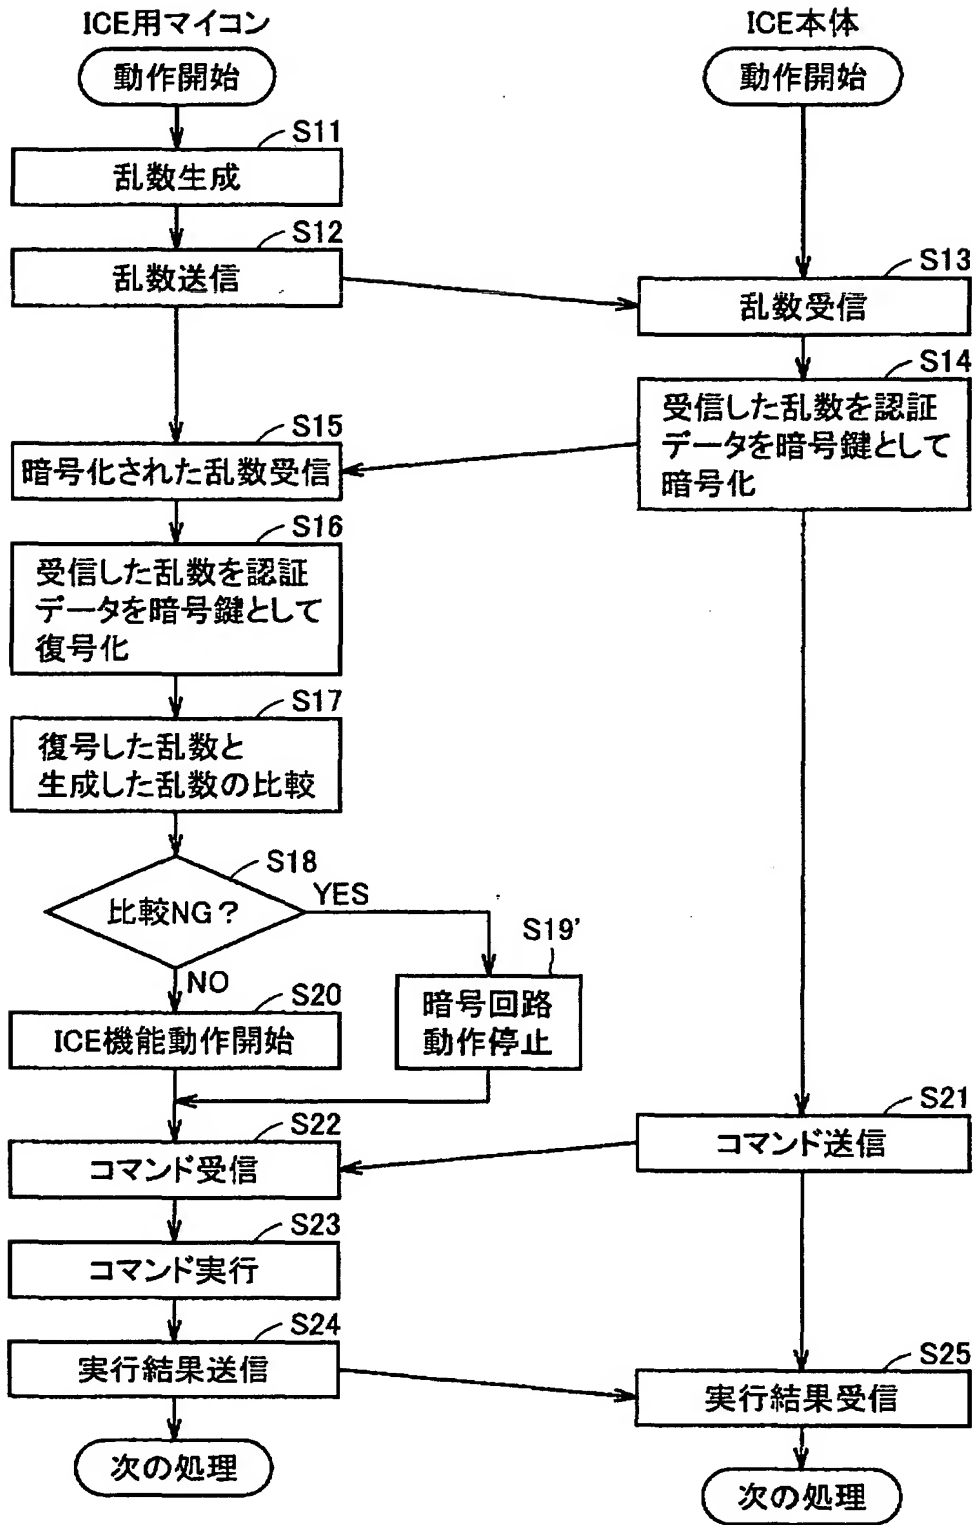 ICE用マイコン
動作開始
S11
乱数生成
S12
乱数送信
S15
暗号化された乱数受信
S16
受信した乱数を認証
データを暗号鍵として
復号化
S17
復号した乱数と
生成した乱数の比較
S18
比較NG?
YES
NO
S19'
暗号回路
動作停止
S20
ICE機能動作開始
S22
コマンド受信
S23
コマンド実行
S24
実行結果送信
次の処理
ICE本体
動作開始
S13
乱数受信
S14
受信した乱数を認証
データを暗号鍵として
暗号化
S21
コマンド送信
S25
実行結果受信
次の処理